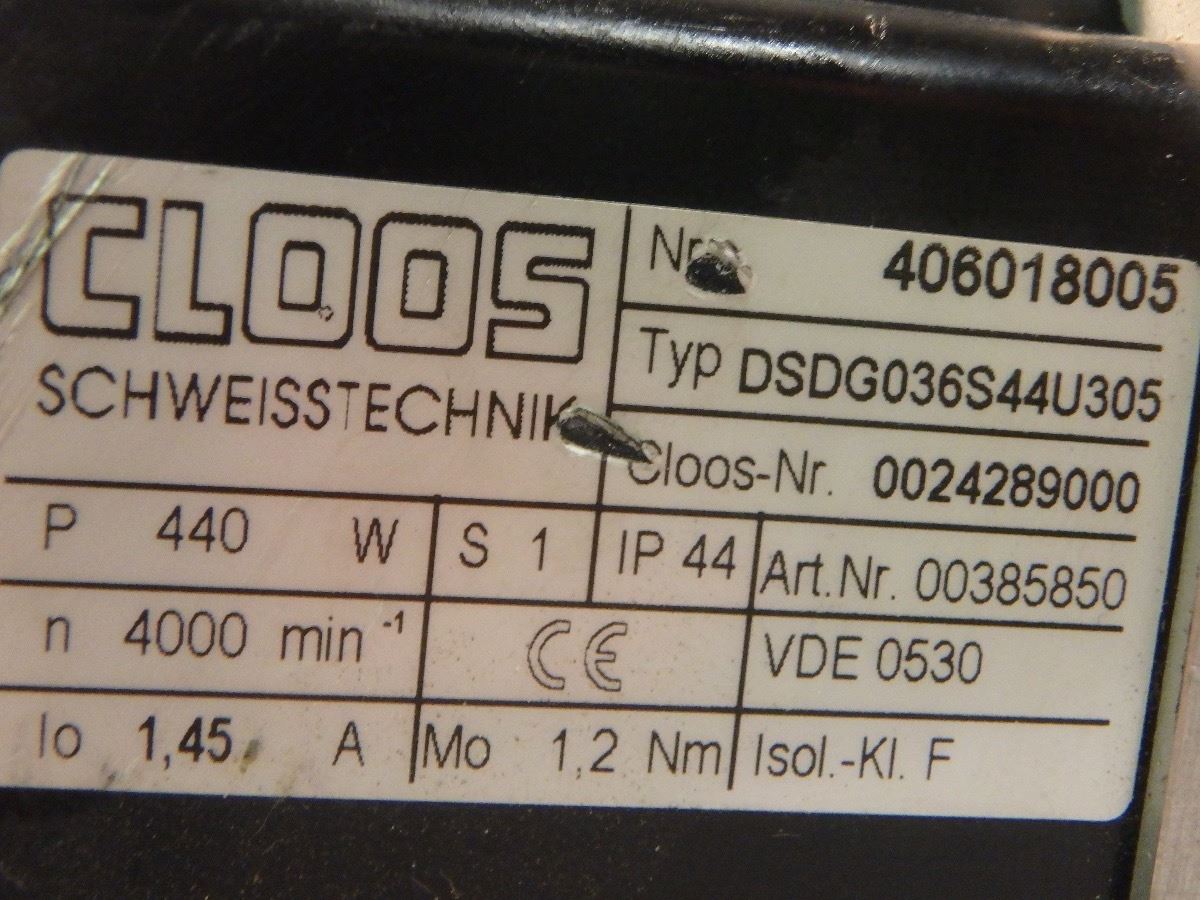 CLOOS
SCHWEISSTECHNIK
Nr. 406018005
Typ DSDG036S44U305
Cloos-Nr. 0024289000
P 440 W S 1 IP 44 Art.Nr. 00385850
n 4000 min -1 CE VDE 0530
Io 1,45 A Mo 1,2 Nm Isol.-Kl. F